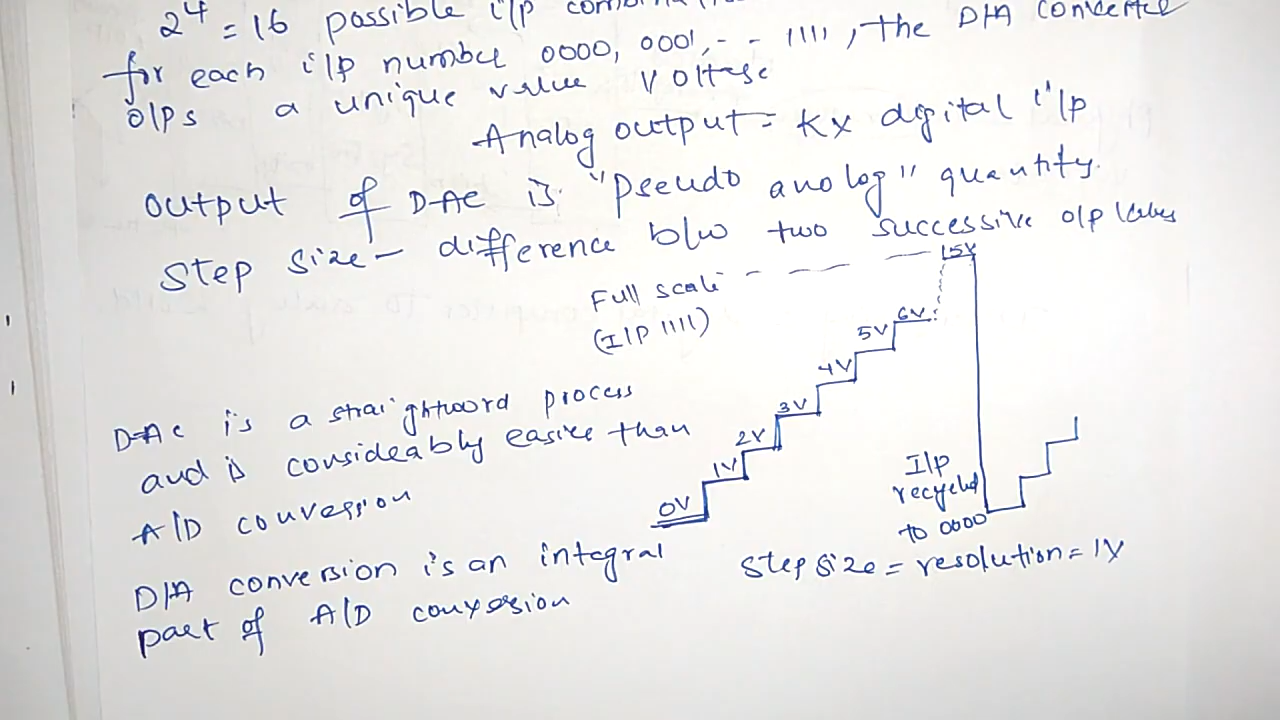 2⁴ = 16 possible i/p
for each i/p number 0000, 0001, - - 1111, the D/A converter
o/ps a unique value voltage
Analog output = K x digital i/p
output of DAC is "pseudo analog" quantity.
Step size - difference b/w two successive o/p values
Full scale
(I/P 1111)
15V
6V
5V
4V
3V
2V
1V
0V
I/p
recycled
to 0000
DAC is a straightword process
and is consideably easier than
A/D conversion
D/A conversion is an integral
part of A/D conversion
Step size = resolution = 1V